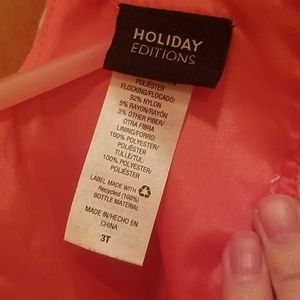 HOLIDAY
EDITIONS
POLIÉSTER
FLOCKING/FLOCADO:
92% NYLON
5% RAYON/RAYÓN
3% OTHER FIBER/
OTRA FIBRA
LINING/FORRO:
100% POLYESTER/
POLIÉSTER
TULLE/TUL:
100% POLYESTER/
POLIÉSTER
LABEL MADE WITH
Recycled (100%)
BOTTLE MATERIAL
MADE IN/HECHO EN
CHINA
3T